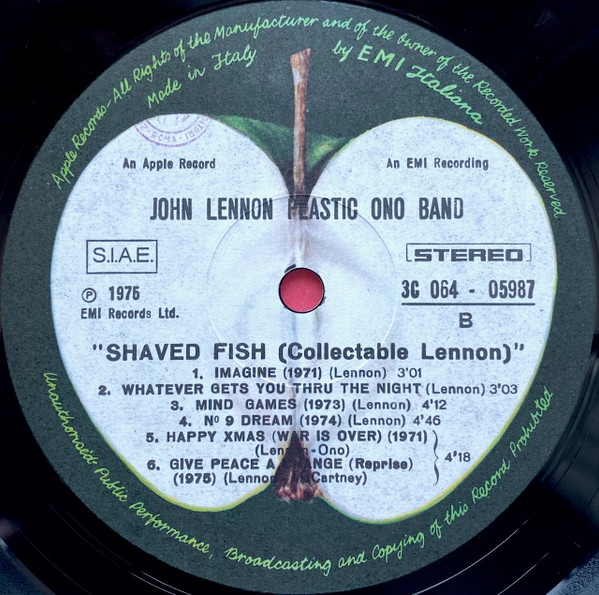 Apple Records-All Rights of the Manufacturer and of the Owner of the Recorded Work Reserved
Made in Italy
by EMI Italiana
ROMA
An Apple Record
An EMI Recording
JOHN LENNON PLASTIC ONO BAND
S.I.A.E.
STEREO
℗ 1975
3C 064 - 05987
EMI Records Ltd.
B
"SHAVED FISH (Collectable Lennon)"
1. IMAGINE (1971) (Lennon) 3'01
2. WHATEVER GETS YOU THRU THE NIGHT (Lennon) 3'03
3. MIND GAMES (1973) (Lennon) 4'12
4. Nº 9 DREAM (1974) (Lennon) 4'46
5. HAPPY XMAS (WAR IS OVER) (1971)
(Lennon-Ono)
4'18
6. GIVE PEACE A CHANGE (Reprise)
(1975) (Lennon McCartney)
Unauthorised Public Performance, Broadcasting and Copying of this Record Prohibited